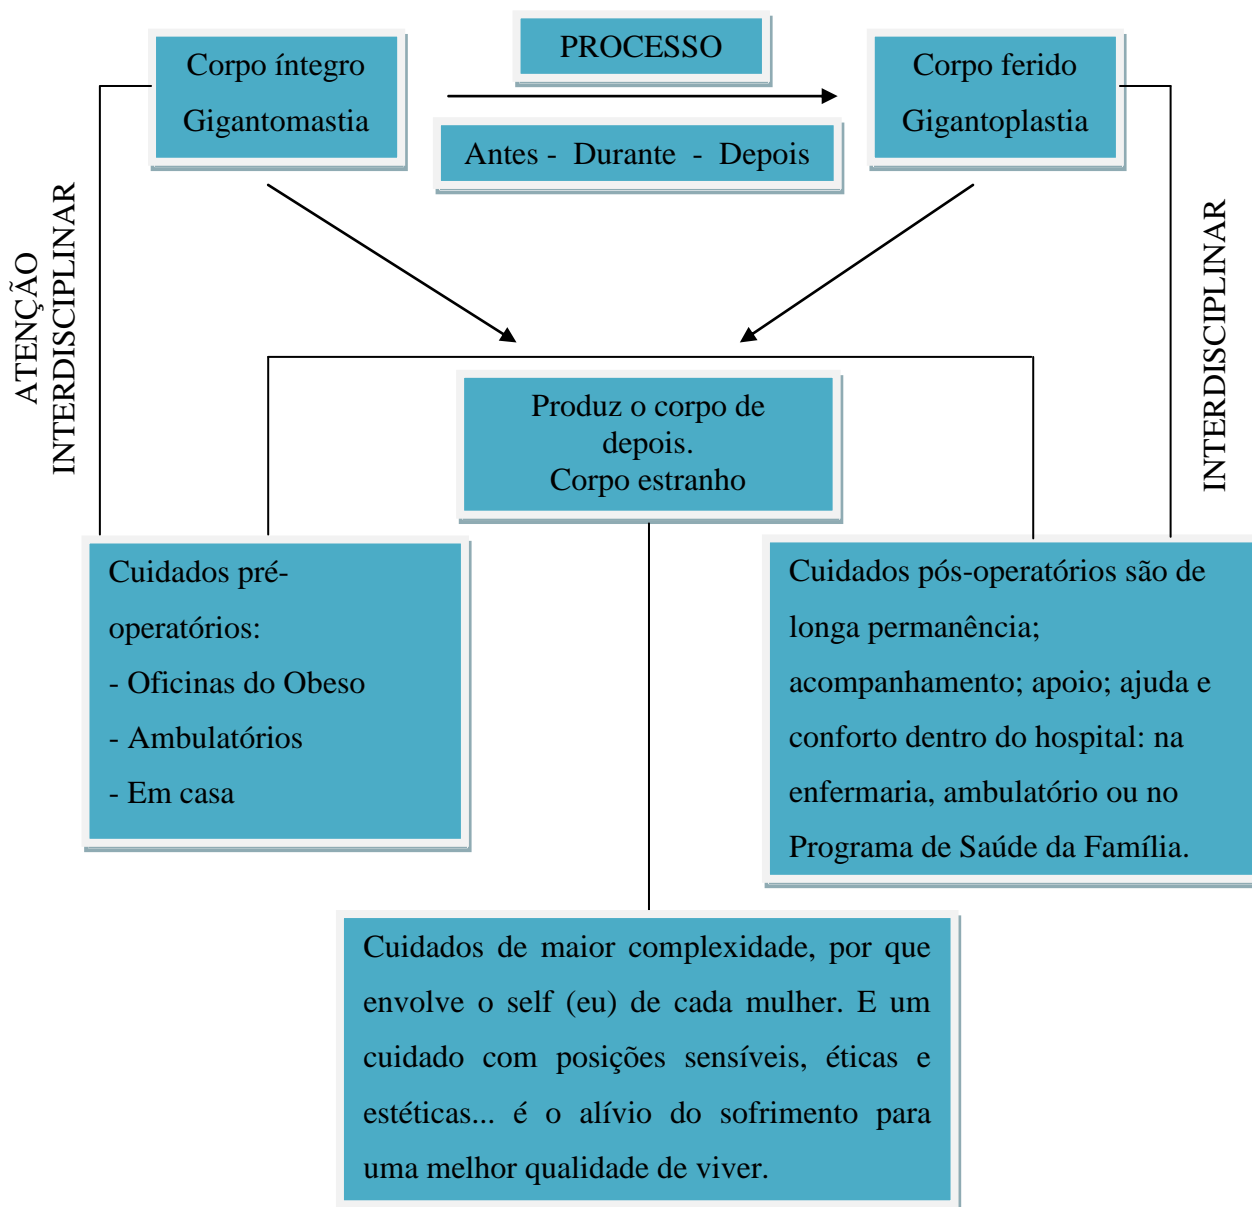 PROCESSO
Corpo íntegro
Gigantomastia
Antes - Durante - Depois
Corpo ferido
Gigantoplastia
ATENÇÃO
INTERDISCIPLINAR
INTERDISCIPLINAR
Produz o corpo de
depois.
Corpo estranho
Cuidados pré-
operatórios:
- Oficinas do Obeso
- Ambulatórios
- Em casa
Cuidados pós-operatórios são de
longa permanência;
acompanhamento; apoio; ajuda e
conforto dentro do hospital: na
enfermaria, ambulatório ou no
Programa de Saúde da Família.
Cuidados de maior complexidade, por que
envolve o self (eu) de cada mulher. E um
cuidado com posições sensíveis, éticas e
estéticas... é o alívio do sofrimento para
uma melhor qualidade de viver.